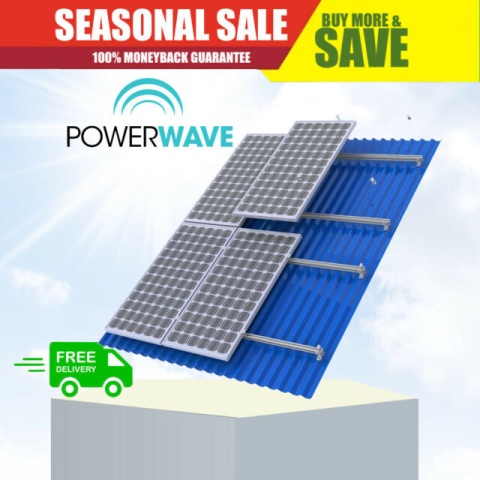 SEASONAL SALE
100% MONEYBACK GUARANTEE
BUY MORE &
SAVE
POWERWAVE
FREE
DELIVERY